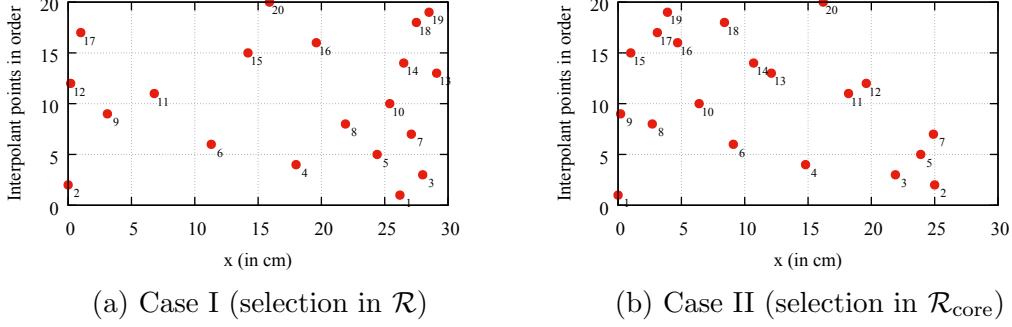 20 20
19 19
17 18 17 16 18
15 16 15
15 14 13 14 13
12 12
11 11
10 10 10 10
9 9
8 8
7 7
6 6
5 5 5 5
4 4
3 3
2 2
1 1
0 0
Interpolant points in order Interpolant points in order
0 5 10 15 20 25 30 0 5 10 15 20 25 30
x (in cm) x (in cm)
20 20
15 15
(a) Case I (selection in ℛ) (b) Case II (selection in ℛcore)